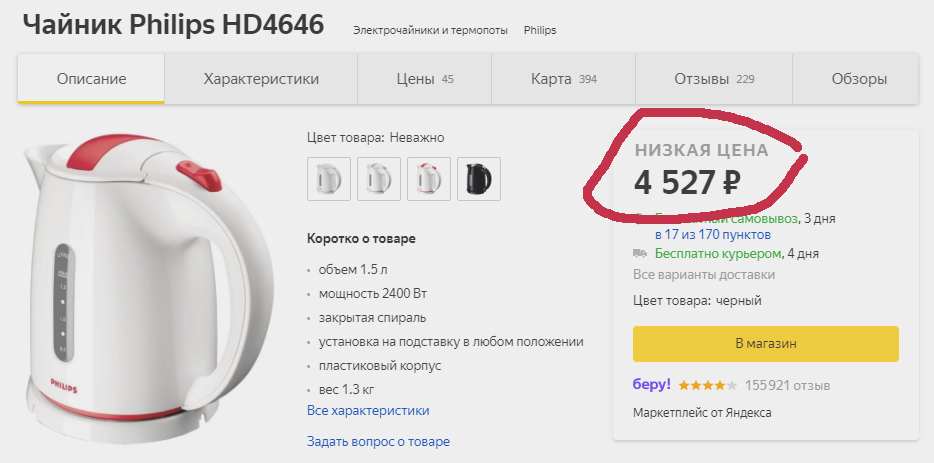 Чайник Philips HD4646 Электрочайники и термопоты Philips
Описание Характеристики Цены 45 Карта 394 Отзывы 229 Обзоры
Цвет товара: Неважно
Коротко о товаре
• объем 1.5 л
• мощность 2400 Вт
• закрытая спираль
• установка на подставку в любом положении
• пластиковый корпус
• вес 1.3 кг
Все характеристики
Задать вопрос о товаре
НИЗКАЯ ЦЕНА
4 527 ₽
самовывоз, 3 дня
в 17 из 170 пунктов
Бесплатно курьером, 4 дня
Все варианты доставки
Цвет товара: черный
В магазин
беру! 155 921 отзыв
Маркетплейс от Яндекса
PHILIPS